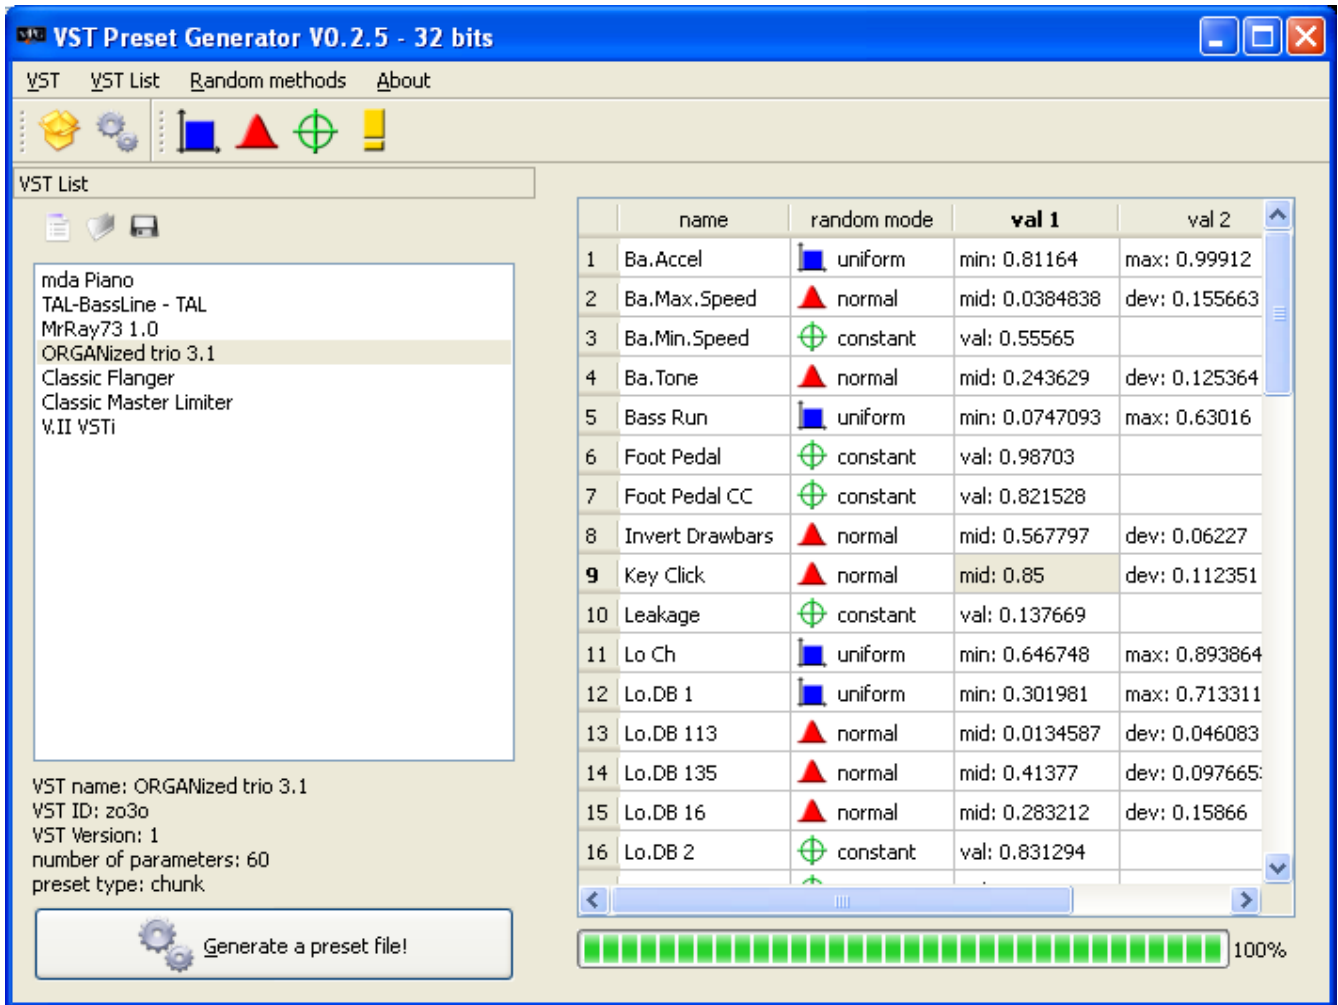 VST Preset Generator V0.2.5 - 32 bits
VST VST List Random methods About
VST List
mda Piano
TAL-BassLine - TAL
MrRay73 1.0
ORGANized trio 3.1
Classic Flanger
Classic Master Limiter
V.II VSTi
VST name: ORGANized trio 3.1
VST ID: zo3o
VST Version: 1
number of parameters: 60
preset type: chunk
Generate a preset file!
name random mode val 1 val 2
1 Ba.Accel uniform min: 0.81164 max: 0.99912
2 Ba.Max.Speed normal mid: 0.0384838 dev: 0.155663
3 Ba.Min.Speed constant val: 0.55565
4 Ba.Tone normal mid: 0.243629 dev: 0.125364
5 Bass Run uniform min: 0.0747093 max: 0.63016
6 Foot Pedal constant val: 0.98703
7 Foot Pedal CC constant val: 0.821528
8 Invert Drawbars normal mid: 0.567797 dev: 0.06227
9 Key Click normal mid: 0.85 dev: 0.112351
10 Leakage constant val: 0.137669
11 Lo Ch uniform min: 0.646748 max: 0.893864
12 Lo.DB 1 uniform min: 0.301981 max: 0.713311
13 Lo.DB 113 normal mid: 0.0134587 dev: 0.046083
14 Lo.DB 135 normal mid: 0.41377 dev: 0.097665
15 Lo.DB 16 normal mid: 0.283212 dev: 0.15866
16 Lo.DB 2 constant val: 0.831294
100%